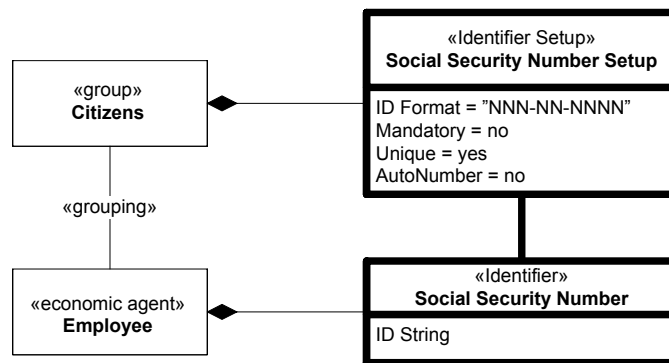 «Identifier Setup»
Social Security Number Setup
ID Format = ”NNN-NN-NNNN”
Mandatory = no
Unique = yes
AutoNumber = no
«group»
Citizens
«grouping»
«economic agent»
Employee
«Identifier»
Social Security Number
ID String